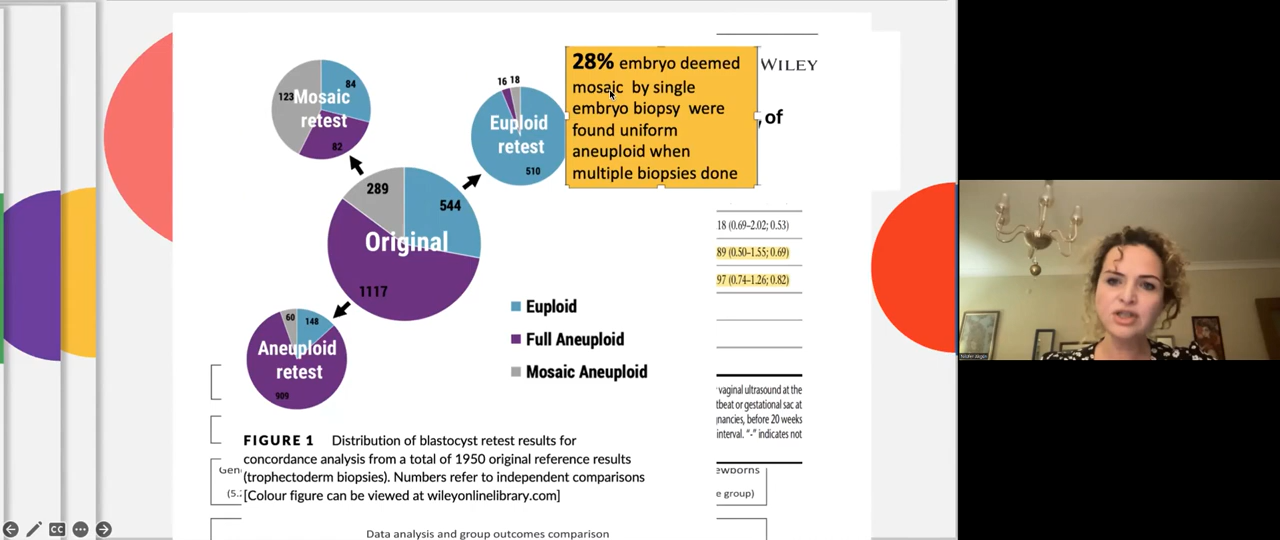 28% embryo deemed
mosaic by single
embryo biopsy were
found uniform
aneuploid when
multiple biopsies done
WILEY
of
84
123
Mosaic
retest
82
16 18
Euploid
retest
510
289
544
Original
1117
60
148
Aneuploid
retest
909
Euploid
Full Aneuploid
Mosaic Aneuploid
18 (0.69–2.02; 0.53)
89 (0.50–1.55; 0.69)
97 (0.74–1.26; 0.82)
vaginal ultrasound at the
tbeat or gestational sac at
gnancies, before 20 weeks
interval. "-" indicates not
FIGURE 1 Distribution of blastocyst retest results for
concordance analysis from a total of 1950 original reference results
(trophectoderm biopsies). Numbers refer to independent comparisons
[Colour figure can be viewed at wileyonlinelibrary.com]
ewborns
e group)
Data analysis and group outcomes comparison
CC